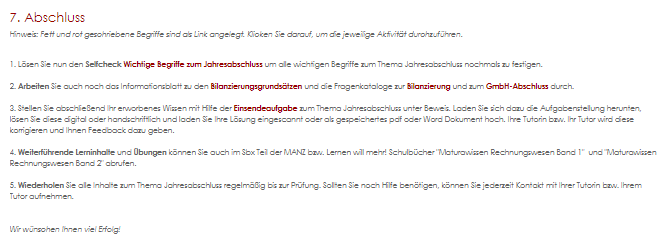 7. Abschluss
Hinweis: Fett und rot geschriebene Begriffe sind als Link angelegt. Klicken Sie darauf, um die jeweilige Aktivität durchzuführen.
1. Lösen Sie nun den Selfcheck Wichtige Begriffe zum Jahresabschluss um alle wichtigen Begriffe zum Thema Jahresabschluss nochmals zu festigen.
2. Arbeiten Sie auch noch das Informationsblatt zu den Bilanzierungsgrundsätzen und die Fragenkataloge zur Bilanzierung und zum GmbH-Abschluss durch.
3. Stellen Sie abschließend Ihr erworbenes Wissen mit Hilfe der Einsendeaufgabe zum Thema Jahresabschluss unter Beweis. Laden Sie sich dazu die Aufgabenstellung herunten,
lösen Sie diese digital oder handschriftlich und laden Sie Ihre Lösung eingescannt oder als gespeichertes pdf oder Word Dokument hoch. Ihre Tutorin bzw. Ihr Tutor wird diese
korrigieren und Ihnen Feedback dazu geben.
4. Weiterführende Lerninhalte und Übungen können Sie auch im Sbx Teil der MANZ bzw. Lernen will mehr! Schulbücher "Maturawissen Rechnungswesen Band 1" und "Maturawissen
Rechnungswesen Band 2" abrufen.
5. Wiederholen Sie alle Inhalte zum Thema Jahresabschluss regelmäßig bis zur Prüfung. Sollten Sie noch Hilfe benötigen, können Sie jederzeit Kontakt mit Ihrer Tutorin bzw. Ihrem
Tutor aufnehmen.
Wir wünschen Ihnen viel Erfolg!